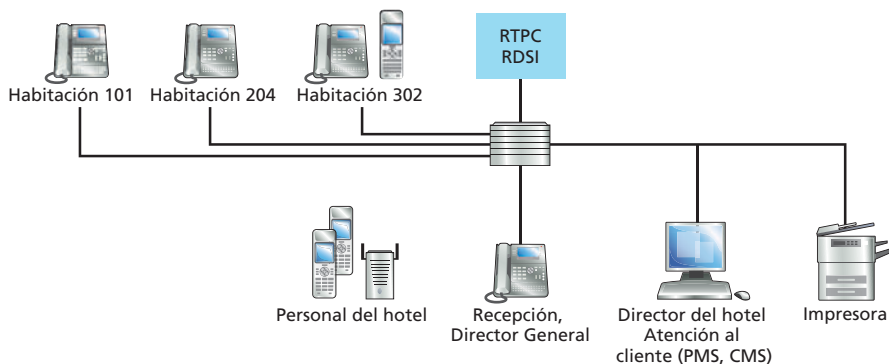 RTPC
RDSI
Habitación 101
Habitación 204
Habitación 302
Personal del hotel
Recepción,
Director General
Director del hotel
Atención al
cliente (PMS, CMS)
Impresora